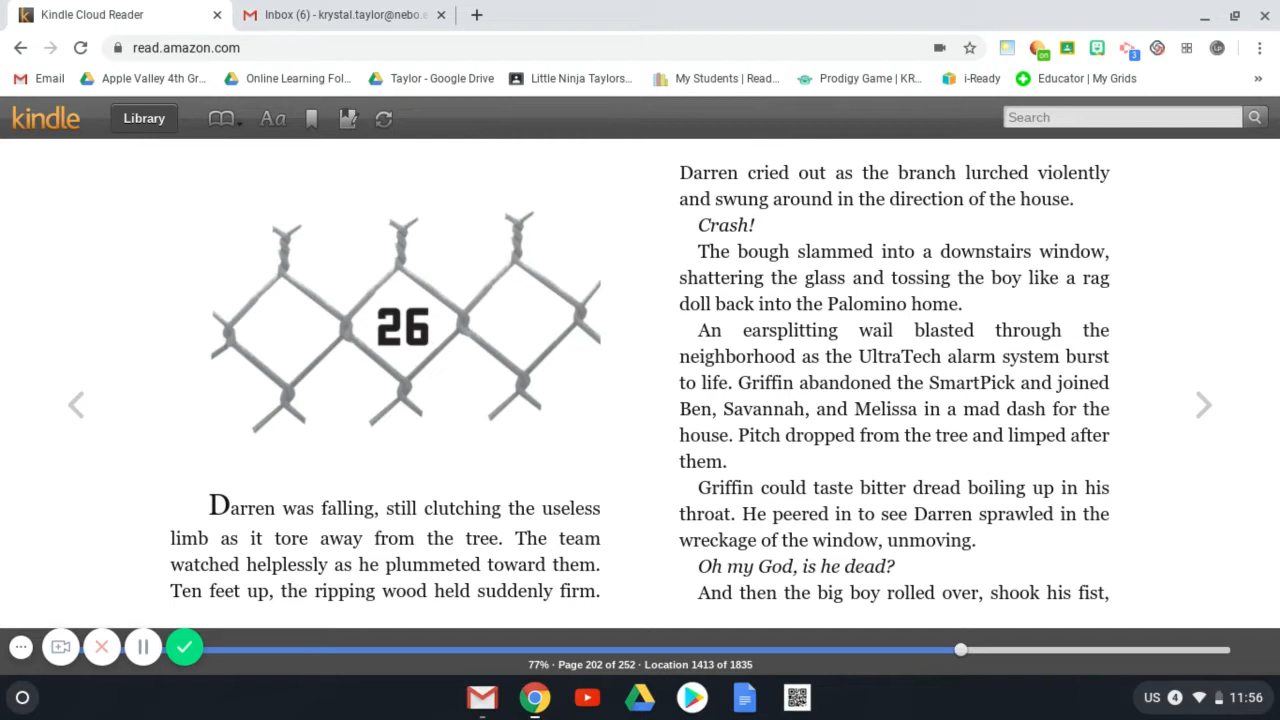 Kindle Cloud Reader
Inbox (6) - krystal.taylor@nebo.e
read.amazon.com
on
3
LP
Email
Apple Valley 4th Gr...
Online Learning Fol...
Taylor - Google Drive
Little Ninja Taylors...
My Students | Read...
Prodigy Game | KR...
i-Ready
Educator | My Grids
»
kindle
Library
Aa
Search
26
Darren was falling, still clutching the useless
limb as it tore away from the tree. The team
watched helplessly as he plummeted toward them.
Ten feet up, the ripping wood held suddenly firm.
Darren cried out as the branch lurched violently
and swung around in the direction of the house.
Crash!
The bough slammed into a downstairs window,
shattering the glass and tossing the boy like a rag
doll back into the Palomino home.
An earsplitting wail blasted through the
neighborhood as the UltraTech alarm system burst
to life. Griffin abandoned the SmartPick and joined
Ben, Savannah, and Melissa in a mad dash for the
house. Pitch dropped from the tree and limped after
them.
Griffin could taste bitter dread boiling up in his
throat. He peered in to see Darren sprawled in the
wreckage of the window, unmoving.
Oh my God, is he dead?
And then the big boy rolled over, shook his fist,
77% · Page 202 of 252 · Location 1413 of 1835
US
4
11:56